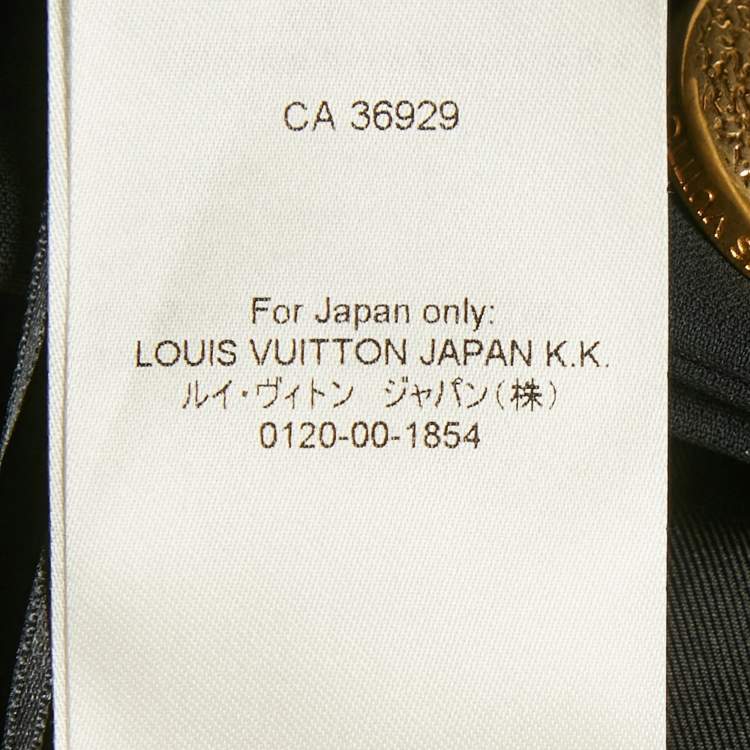 CA 36929
For Japan only:
LOUIS VUITTON JAPAN K.K.
ルイ・ヴィトン ジャパン(株)
0120-00-1854
S VUITTO